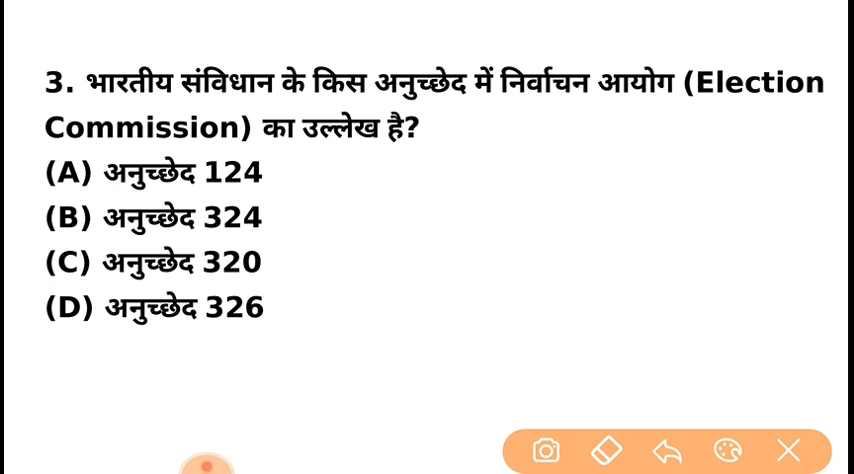 3. भारतीय संविधान के किस अनुच्छेद में निर्वाचन आयोग (Election
Commission) का उल्लेख है?
(A) अनुच्छेद 124
(B) अनुच्छेद 324
(C) अनुच्छेद 320
(D) अनुच्छेद 326